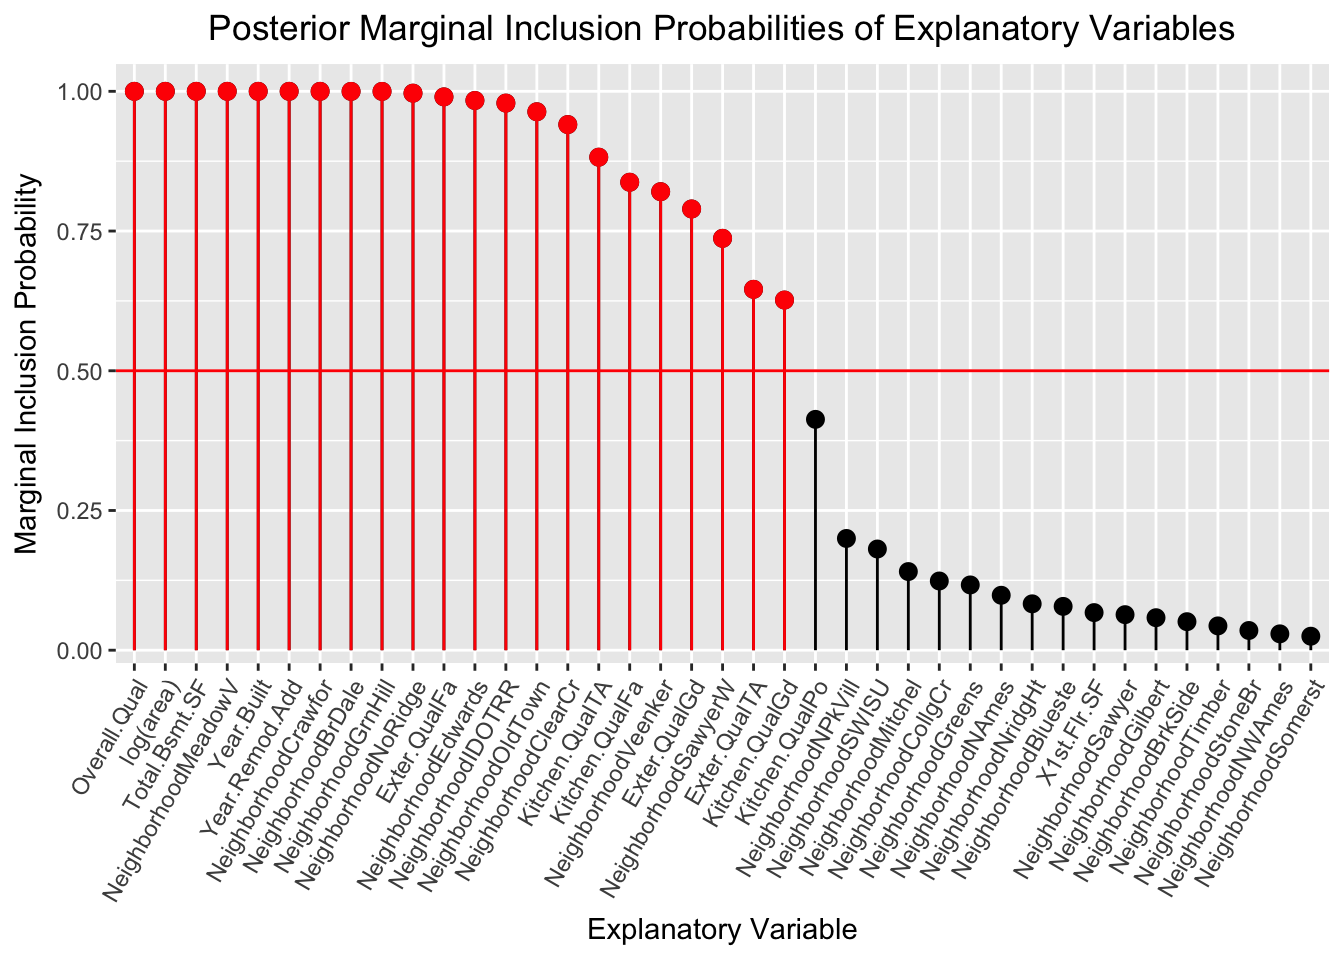 Posterior Marginal Inclusion Probabilities of Explanatory Variables
Marginal Inclusion Probability
1.00
0.75
0.50
0.25
0.00
Overall.Qual
log(area)
Total.Bsmt.SF
NeighborhoodMeadowV
Year.Built
Year.Remod.Add
NeighborhoodCrawfor
NeighborhoodBrDale
NeighborhoodGrnHill
NeighborhoodNoRidge
Exter.QualFa
NeighborhoodEdwards
NeighborhoodIDOTRR
NeighborhoodOldTown
NeighborhoodClearCr
Kitchen.QualTA
Kitchen.QualFa
NeighborhoodVeenker
Exter.QualGd
NeighborhoodSawyerW
Exter.QualTA
Kitchen.QualGd
Kitchen.QualPo
NeighborhoodNPkVill
NeighborhoodSWISU
NeighborhoodMitchel
NeighborhoodCollgCr
NeighborhoodGreens
NeighborhoodNAmes
NeighborhoodNridgHt
NeighborhoodBlueste
X1st.Flr.SF
NeighborhoodSawyer
NeighborhoodGilbert
NeighborhoodBrkSide
NeighborhoodTimber
NeighborhoodStoneBr
NeighborhoodNWAmes
NeighborhoodSomerst
Explanatory Variable